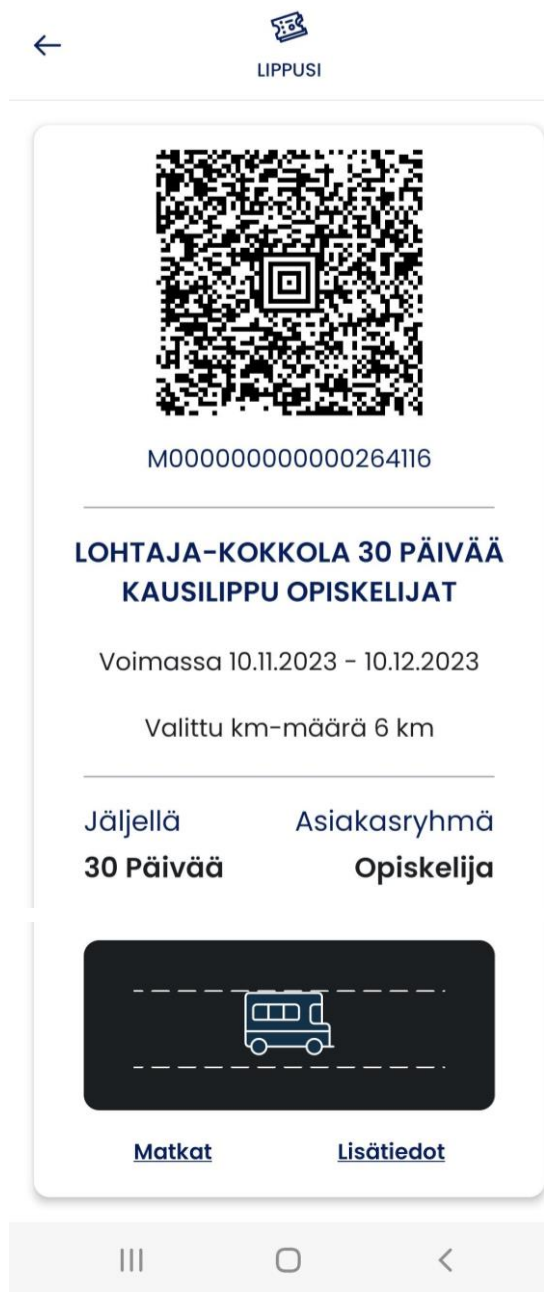 LIPPUSI
M000000000000264116
LOHTAJA-KOKKOLA 30 PÄIVÄÄ
KAUSILIPPU OPISKELIJAT
Voimassa 10.11.2023 - 10.12.2023
Valittu km-määrä 6 km
Jäljellä Asiakasryhmä
30 Päivää Opiskelija
Matkat Lisätiedot